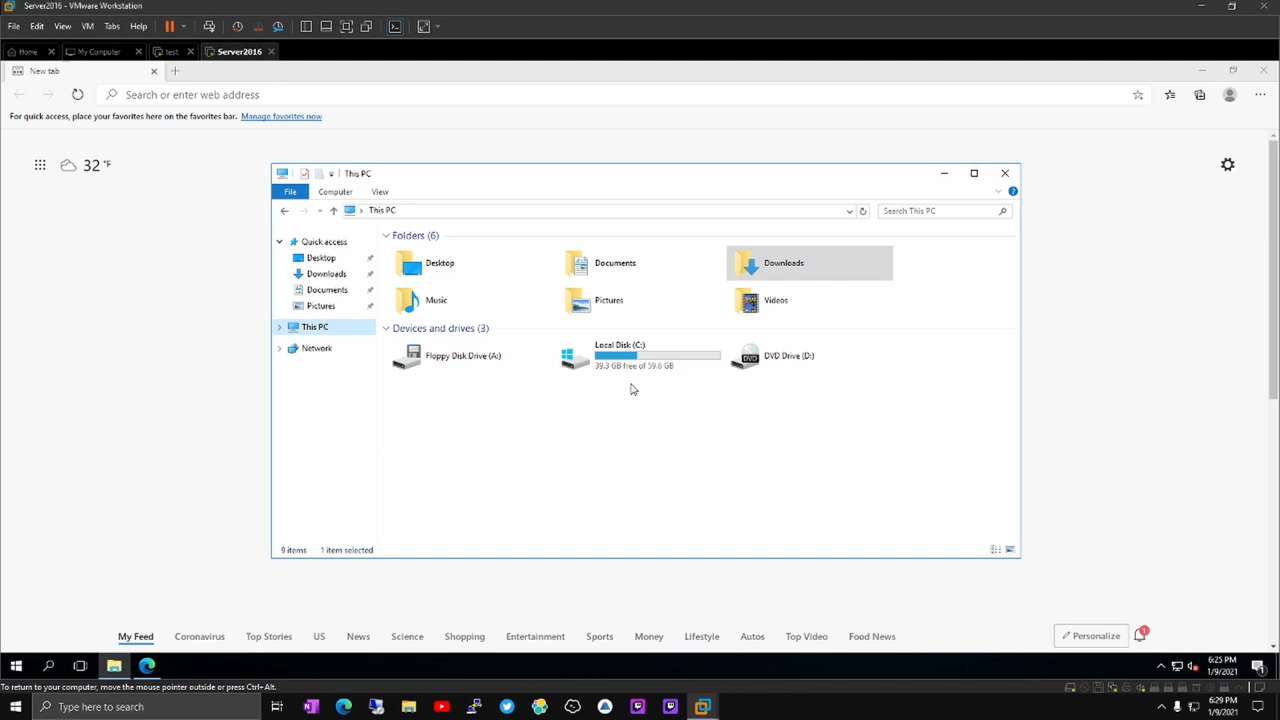 Server2016 - VMware Workstation
File Edit View VM Tabs Help
Home My Computer test Server2016
New tab
Search or enter web address
For quick access, place your favorites here on the favorites bar. Manage favorites now
32 °F
This PC
File Computer View
This PC Search This PC
Quick access
Desktop
Downloads
Documents
Pictures
This PC
Network
Folders (6)
Desktop Documents Downloads
Music Pictures Videos
Devices and drives (3)
Floppy Disk Drive (A:)
Local Disk (C:)
39.3 GB free of 59.6 GB
DVD DVD Drive (D:)
9 items 1 item selected
My Feed Coronavirus Top Stories US News Science Shopping Entertainment Sports Money Lifestyle Autos Top Video Food News Personalize 1
6:25 PM
1/9/2021
1
To return to your computer, move the mouse pointer outside or press Ctrl+Alt.
Type here to search
6:29 PM
1/9/2021